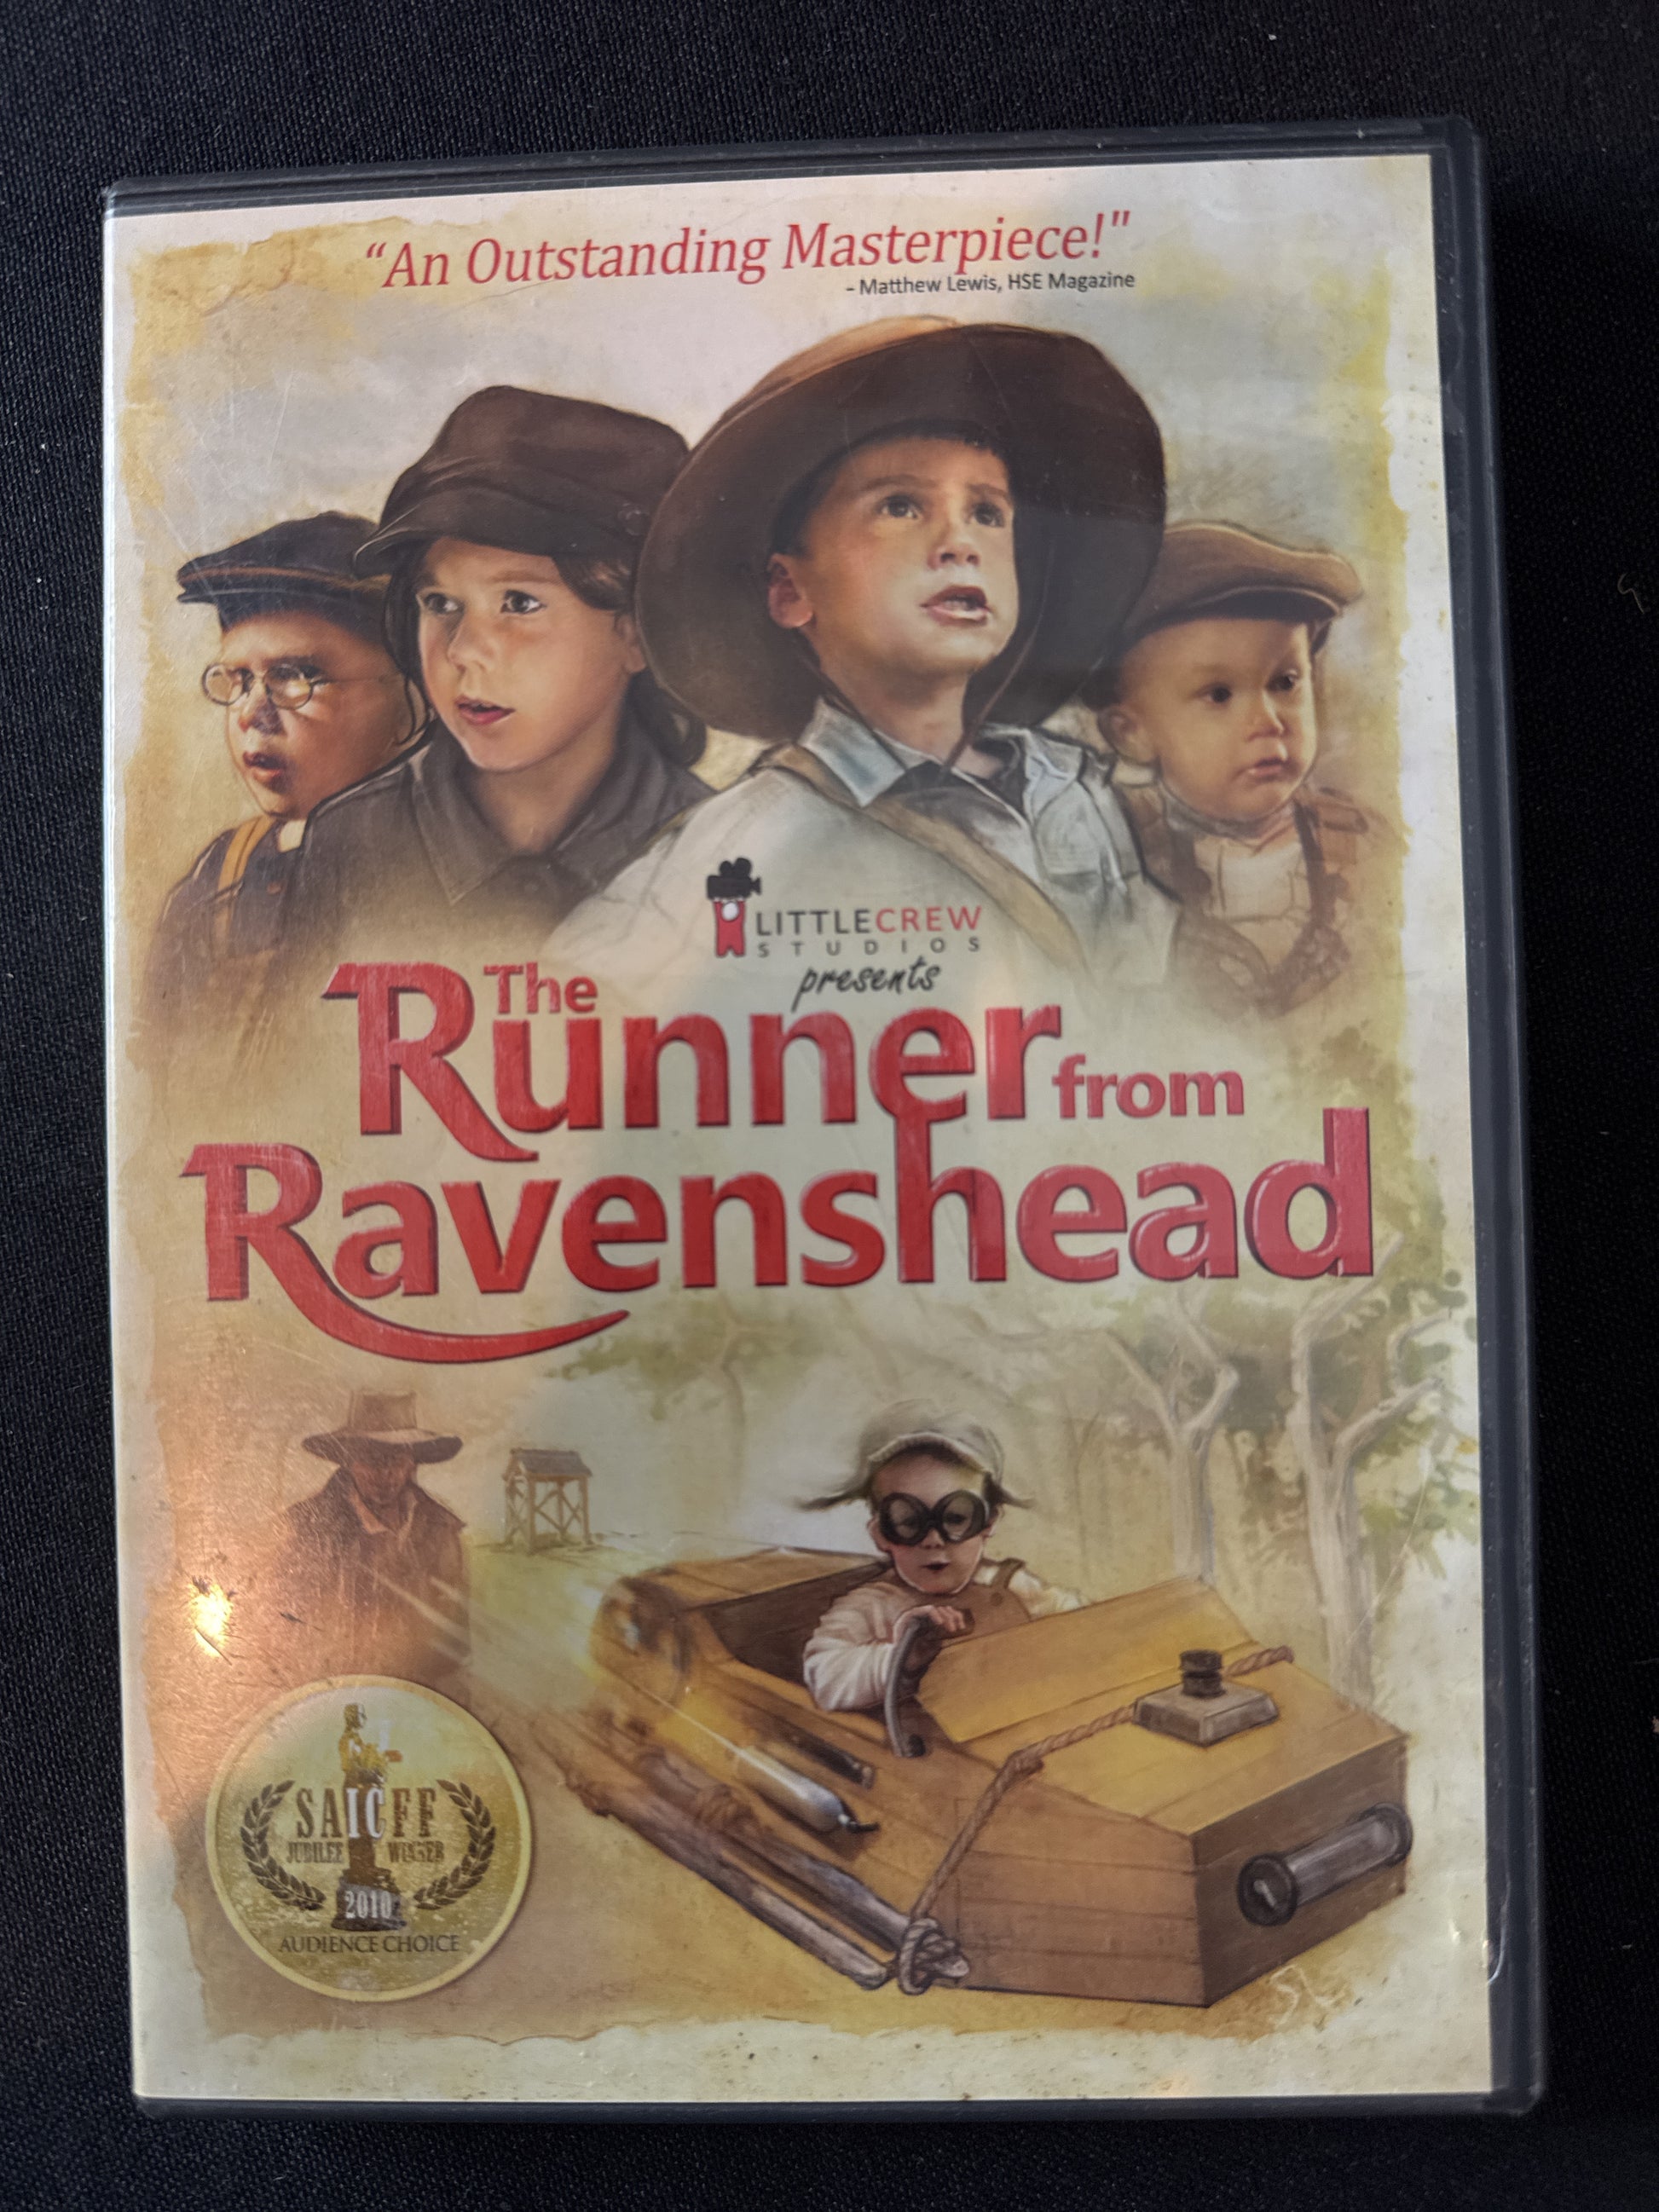 “An Outstanding Masterpiece!"
- Matthew Lewis, HSE Magazine
LITTLECREW
STUDIOS
presents
The
Runner from
Ravenshead
SAICFF
JUBILEE WINNER
2010
AUDIENCE CHOICE